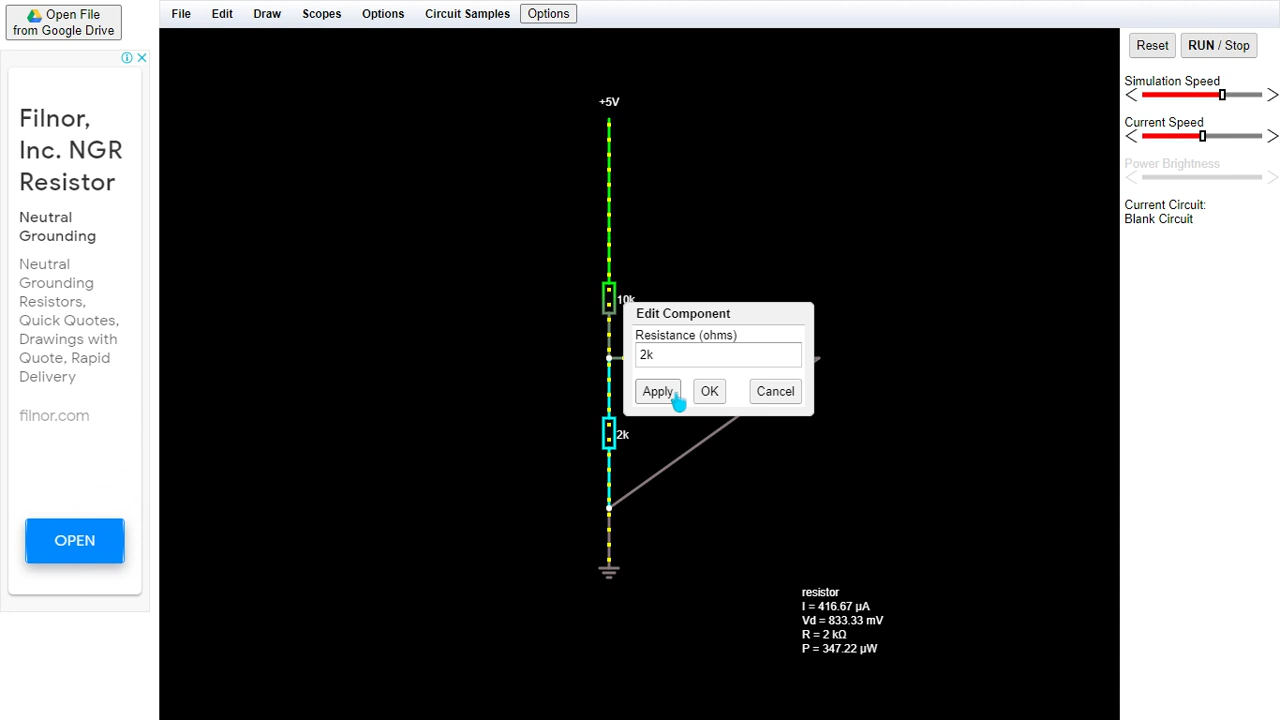 Open File
from Google Drive
File Edit Draw Scopes Options Circuit Samples Options
Filnor,
Inc. NGR
Resistor
Neutral
Grounding
Neutral
Grounding
Resistors,
Quick Quotes,
Drawings with
Quote, Rapid
Delivery
filnor.com
OPEN
+5V
10k
Edit Component
Resistance (ohms)
2k
Apply OK Cancel
2k
resistor
I = 416.67 µA
Vd = 833.33 mV
R = 2 kΩ
P = 347.22 µW
Reset RUN / Stop
Simulation Speed
Current Speed
Power Brightness
Current Circuit:
Blank Circuit